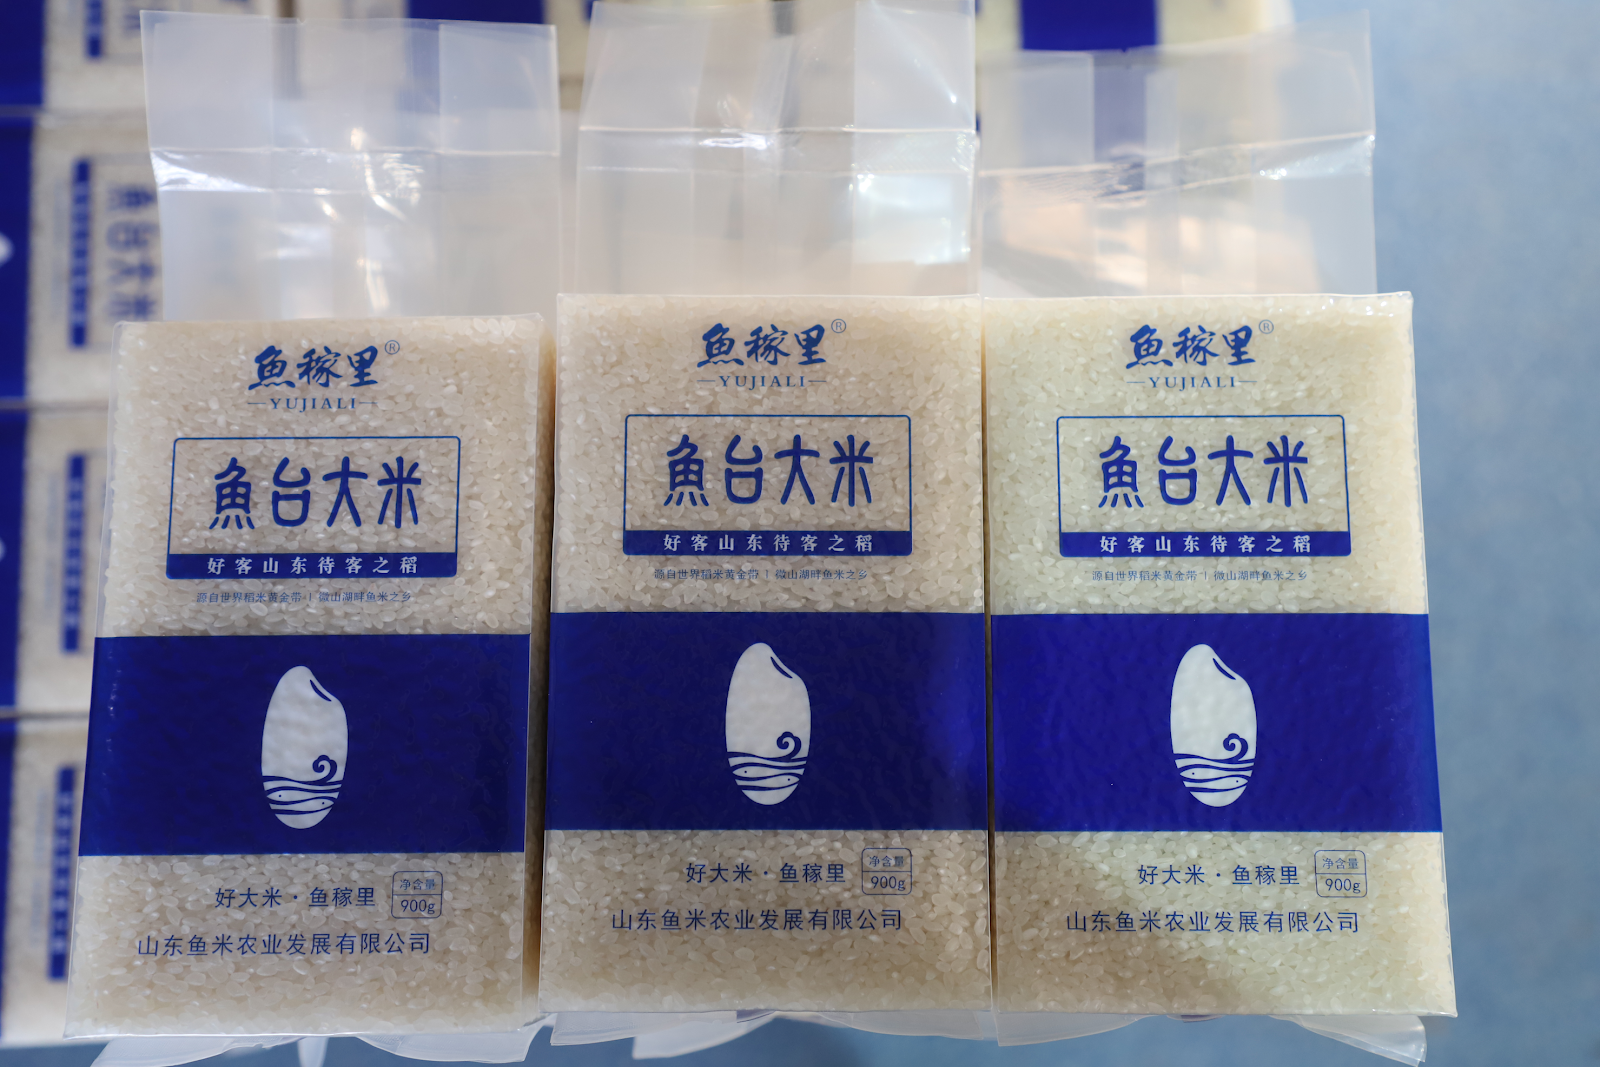 魚稼里®
YUJIALI
魚台大米
好客山东待客之稻
源自世界稻米黄金带 | 微山湖畔鱼米之乡
好大米·鱼稼里
净含量
900g
山东鱼米农业发展有限公司
魚稼里®
YUJIALI
魚台大米
好客山东待客之稻
源自世界稻米黄金带 | 微山湖畔鱼米之乡
好大米·鱼稼里
净含量
900g
山东鱼米农业发展有限公司
魚稼里®
YUJIALI
魚台大米
好客山东待客之稻
源自世界稻米黄金带 | 微山湖畔鱼米之乡
好大米·鱼稼里
净含量
900g
山东鱼米农业发展有限公司
魚台大米